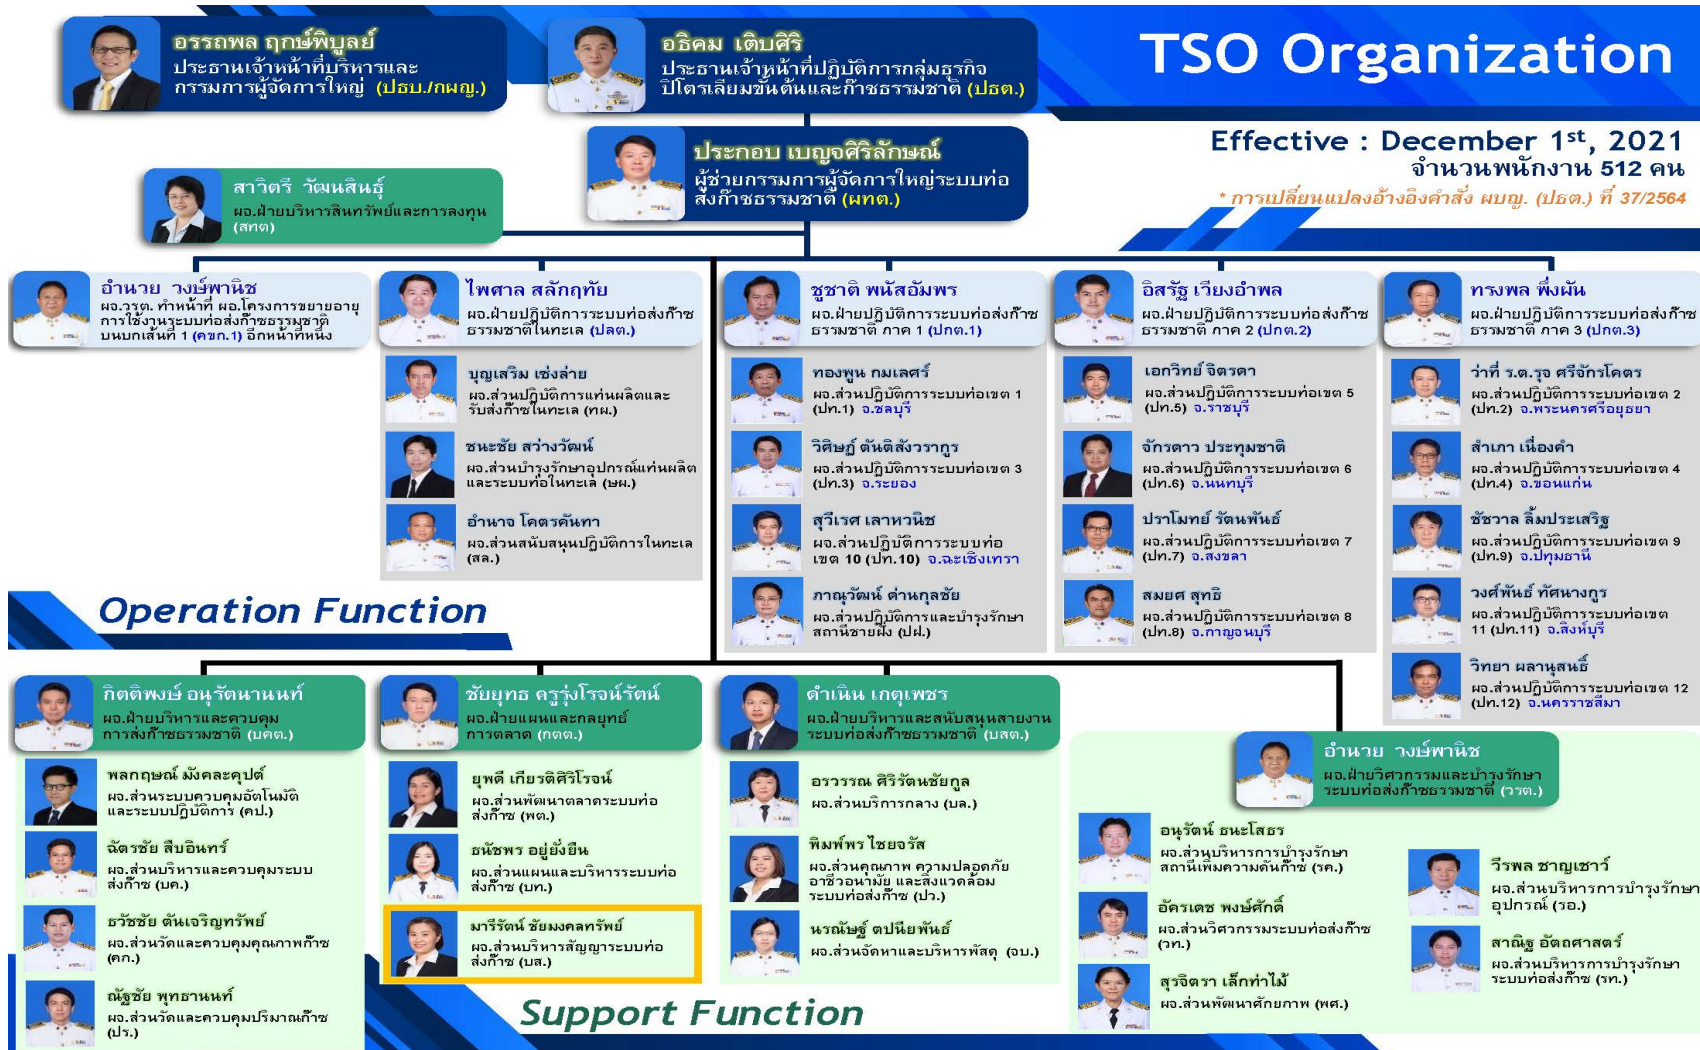 TSO Organization
อรรถพล ฤกษ์พิบูลย์
ประธานเจ้าหน้าที่บริหารและ
กรรมการผู้จัดการใหญ่ (ปธบ./กผญ.)
อธิคม เติบศิริ
ประธานเจ้าหน้าที่ปฏิบัติการกลุ่มธุรกิจ
ปิโตรเลียมขั้นต้นและก๊าซธรรมชาติ (ปธต.)
Effective : December 1st, 2021
จำนวนพนักงาน 512 คน
* การเปลี่ยนแปลงอ้างอิงคำสั่ง ผบญ. (ปธต.) ที่ 37/2564
ประกอบ เบญจศิริลักษณ์
ผู้ช่วยกรรมการผู้จัดการใหญ่ระบบท่อ
ส่งก๊าซธรรมชาติ (ผทต.)
สาวิตรี วัฒนสินธุ์
ผจ.ฝ่ายบริหารสินทรัพย์และการลงทุน
(สทต)
อำนวย วงษ์พานิช
ผจ.วรต. ทำหน้าที่ ผอ.โครงการขยายอายุ
การใช้งานระบบท่อส่งก๊าซธรรมชาติ
บนบกเส้นที่ 1 (คขก.1) อีกหน้าที่หนึ่ง
ไพศาล สลักฤทัย
ผจ.ฝ่ายปฏิบัติการระบบท่อส่งก๊าซ
ธรรมชาติในทะเล (ปลต.)
บุญเสริม เซ่งล่าย
ผจ.ส่วนปฏิบัติการแท่นผลิตและ
รับส่งก๊าซในทะเล (ทผ.)
ชนะชัย สว่างวัฒน์
ผจ.ส่วนบำรุงรักษาอุปกรณ์แท่นผลิต
และระบบท่อในทะเล (ษผ.)
อำนาจ โคตรคันทา
ผจ.ส่วนสนับสนุนปฏิบัติการในทะเล
(สล.)
ชูชาติ พนัสอัมพร
ผจ.ฝ่ายปฏิบัติการระบบท่อส่งก๊าซ
ธรรมชาติ ภาค 1 (ปกต.1)
ทองพูน กมเลศร์
ผจ.ส่วนปฏิบัติการระบบท่อเขต 1
(ปท.1) จ.ชลบุรี
วิศิษฎ์ ตันติสังวรากูร
ผจ.ส่วนปฏิบัติการระบบท่อเขต 3
(ปท.3) จ.ระยอง
สุวีเรศ เลาหวนิช
ผจ.ส่วนปฏิบัติการระบบท่อ
เขต 10 (ปท.10) จ.ฉะเชิงเทรา
ภาณุวัฒน์ ด่านกุลชัย
ผจ.ส่วนปฏิบัติการและบำรุงรักษา
สถานีชายฝั่ง (ปฝ.)
อิสรัฐ เวียงอำพล
ผจ.ฝ่ายปฏิบัติการระบบท่อส่งก๊าซ
ธรรมชาติ ภาค 2 (ปกต.2)
เอกวิทย์ จิตรดา
ผจ.ส่วนปฏิบัติการระบบท่อเขต 5
(ปท.5) จ.ราชบุรี
จักรดาว ประทุมชาติ
ผจ.ส่วนปฏิบัติการระบบท่อเขต 6
(ปท.6) จ.นนทบุรี
ปราโมทย์ รัตนพันธ์
ผจ.ส่วนปฏิบัติการระบบท่อเขต 7
(ปท.7) จ.สงขลา
สมยศ สุทธิ
ผจ.ส่วนปฏิบัติการระบบท่อเขต 8
(ปท.8) จ.กาญจนบุรี
ทรงพล พึ่งผัน
ผจ.ฝ่ายปฏิบัติการระบบท่อส่งก๊าซ
ธรรมชาติ ภาค 3 (ปกต.3)
ว่าที่ ร.ต.รุจ ศรีจักรโคตร
ผจ.ส่วนปฏิบัติการระบบท่อเขต 2
(ปท.2) จ.พระนครศรีอยุธยา
สำเภา เนื่องคำ
ผจ.ส่วนปฏิบัติการระบบท่อเขต 4
(ปท.4) จ.ขอนแก่น
ชัชวาล ลิ้มประเสริฐ
ผจ.ส่วนปฏิบัติการระบบท่อเขต 9
(ปท.9) จ.ปทุมธานี
วงศ์พันธ์ ทัศนางกูร
ผจ.ส่วนปฏิบัติการระบบท่อเขต
11 (ปท.11) จ.สิงห์บุรี
วิทยา ผลานุสนธิ์
ผจ.ส่วนปฏิบัติการระบบท่อเขต 12
(ปท.12) จ.นครราชสีมา
Operation Function
กิตติพงษ์ อนุรัตนานนท์
ผจ.ฝ่ายบริหารและควบคุม
การส่งก๊าซธรรมชาติ (บคต.)
พลกฤษณ์ มังคละคุปต์
ผจ.ส่วนระบบควบคุมอัตโนมัติ
และระบบปฏิบัติการ (คป.)
ฉัตรชัย สืบอินทร์
ผจ.ส่วนบริหารและควบคุมระบบ
ส่งก๊าซ (บค.)
ธวัชชัย ตันเจริญทรัพย์
ผจ.ส่วนวัดและควบคุมคุณภาพก๊าซ
(คก.)
ณัฐชัย พุทธานนท์
ผจ.ส่วนวัดและควบคุมปริมาณก๊าซ
(ปร.)
ชัยยุทธ ครูรุ่งโรจน์รัตน์
ผจ.ฝ่ายแผนและกลยุทธ์
การตลาด (กตต.)
ยุพดี เกียรติศิริโรจน์
ผจ.ส่วนพัฒนาตลาดระบบท่อ
ส่งก๊าซ (พต.)
ธนัชพร อยู่ยั่งยืน
ผจ.ส่วนแผนและบริหารระบบท่อ
ส่งก๊าซ (บท.)
มารีรัตน์ ชัยมงคลทรัพย์
ผจ.ส่วนบริหารสัญญาระบบท่อ
ส่งก๊าซ (บส.)
ดำเนิน เกตุเพชร
ผจ.ฝ่ายบริหารและสนับสนุนสายงาน
ระบบท่อส่งก๊าซธรรมชาติ (บสต.)
อรวรรณ ศิริรัตนชัยกูล
ผจ.ส่วนบริการกลาง (บล.)
พิมพ์พร ไชยจรัส
ผจ.ส่วนคุณภาพ ความปลอดภัย
อาชีวอนามัย และสิ่งแวดล้อม
ระบบท่อส่งก๊าซ (ปว.)
นรณัษฐ์ ตปนียพันธ์
ผจ.ส่วนจัดหาและบริหารพัสดุ (จบ.)
อำนวย วงษ์พานิช
ผจ.ฝ่ายวิศวกรรมและบำรุงรักษา
ระบบท่อส่งก๊าซธรรมชาติ (วรต.)
อนุรัตน์ ธนะโสธร
ผจ.ส่วนบริหารการบำรุงรักษา
สถานีเพิ่มความดันก๊าซ (รค.)
อัครเดช พงษ์ศักดิ์
ผจ.ส่วนวิศวกรรมระบบท่อส่งก๊าซ
(วท.)
สุรจิตรา เล็กท่าไม้
ผจ.ส่วนพัฒนาศักยภาพ (พศ.)
วีรพล ชาญเชาว์
ผจ.ส่วนบริหารการบำรุงรักษา
อุปกรณ์ (รอ.)
สาณิฐ อัตถศาสตร์
ผจ.ส่วนบริหารการบำรุงรักษา
ระบบท่อส่งก๊าซ (รท.)
Support Function